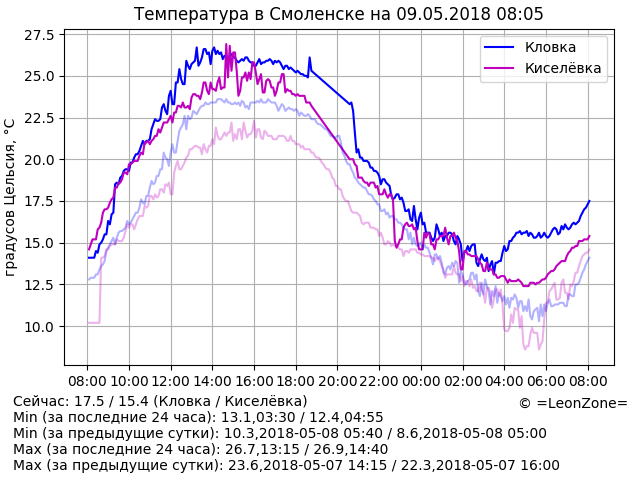 Температура в Смоленске на 09.05.2018 08:05
27.5
25.0
22.5
20.0
17.5
15.0
12.5
10.0
градусов Цельсия, °C
Кловка
Киселёвка
08:00 10:00 12:00 14:00 16:00 18:00 20:00 22:00 00:00 02:00 04:00 06:00 08:00
Сейчас: 17.5 / 15.4 (Кловка / Киселёвка)
© =LeonZone=
Min (за последние 24 часа): 13.1,03:30 / 12.4,04:55
Min (за предыдущие сутки): 10.3,2018-05-08 05:40 / 8.6,2018-05-08 05:00
Max (за последние 24 часа): 26.7,13:15 / 26.9,14:40
Max (за предыдущие сутки): 23.6,2018-05-07 14:15 / 22.3,2018-05-07 16:00